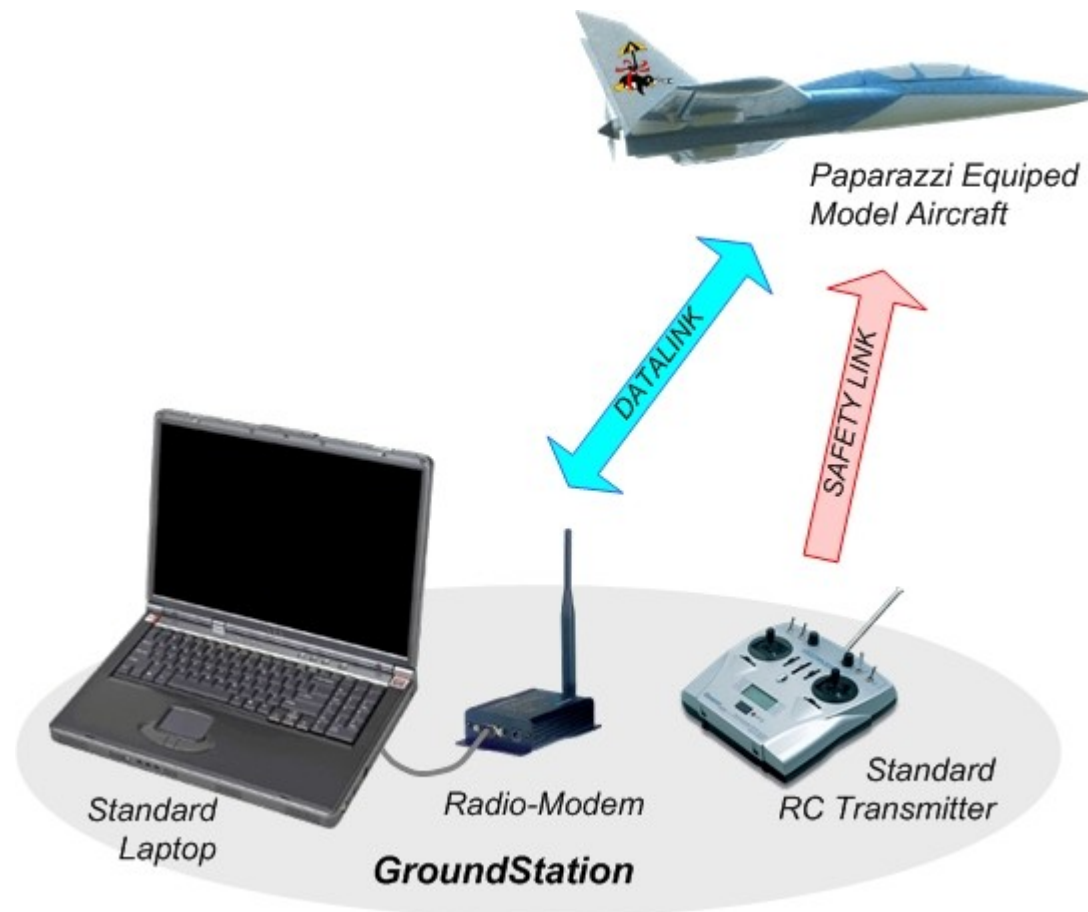 Paparazzi Equiped
Model Aircraft
DATALINK
SAFETY LINK
Standard
Laptop
Radio-Modem
Standard
RC Transmitter
GroundStation